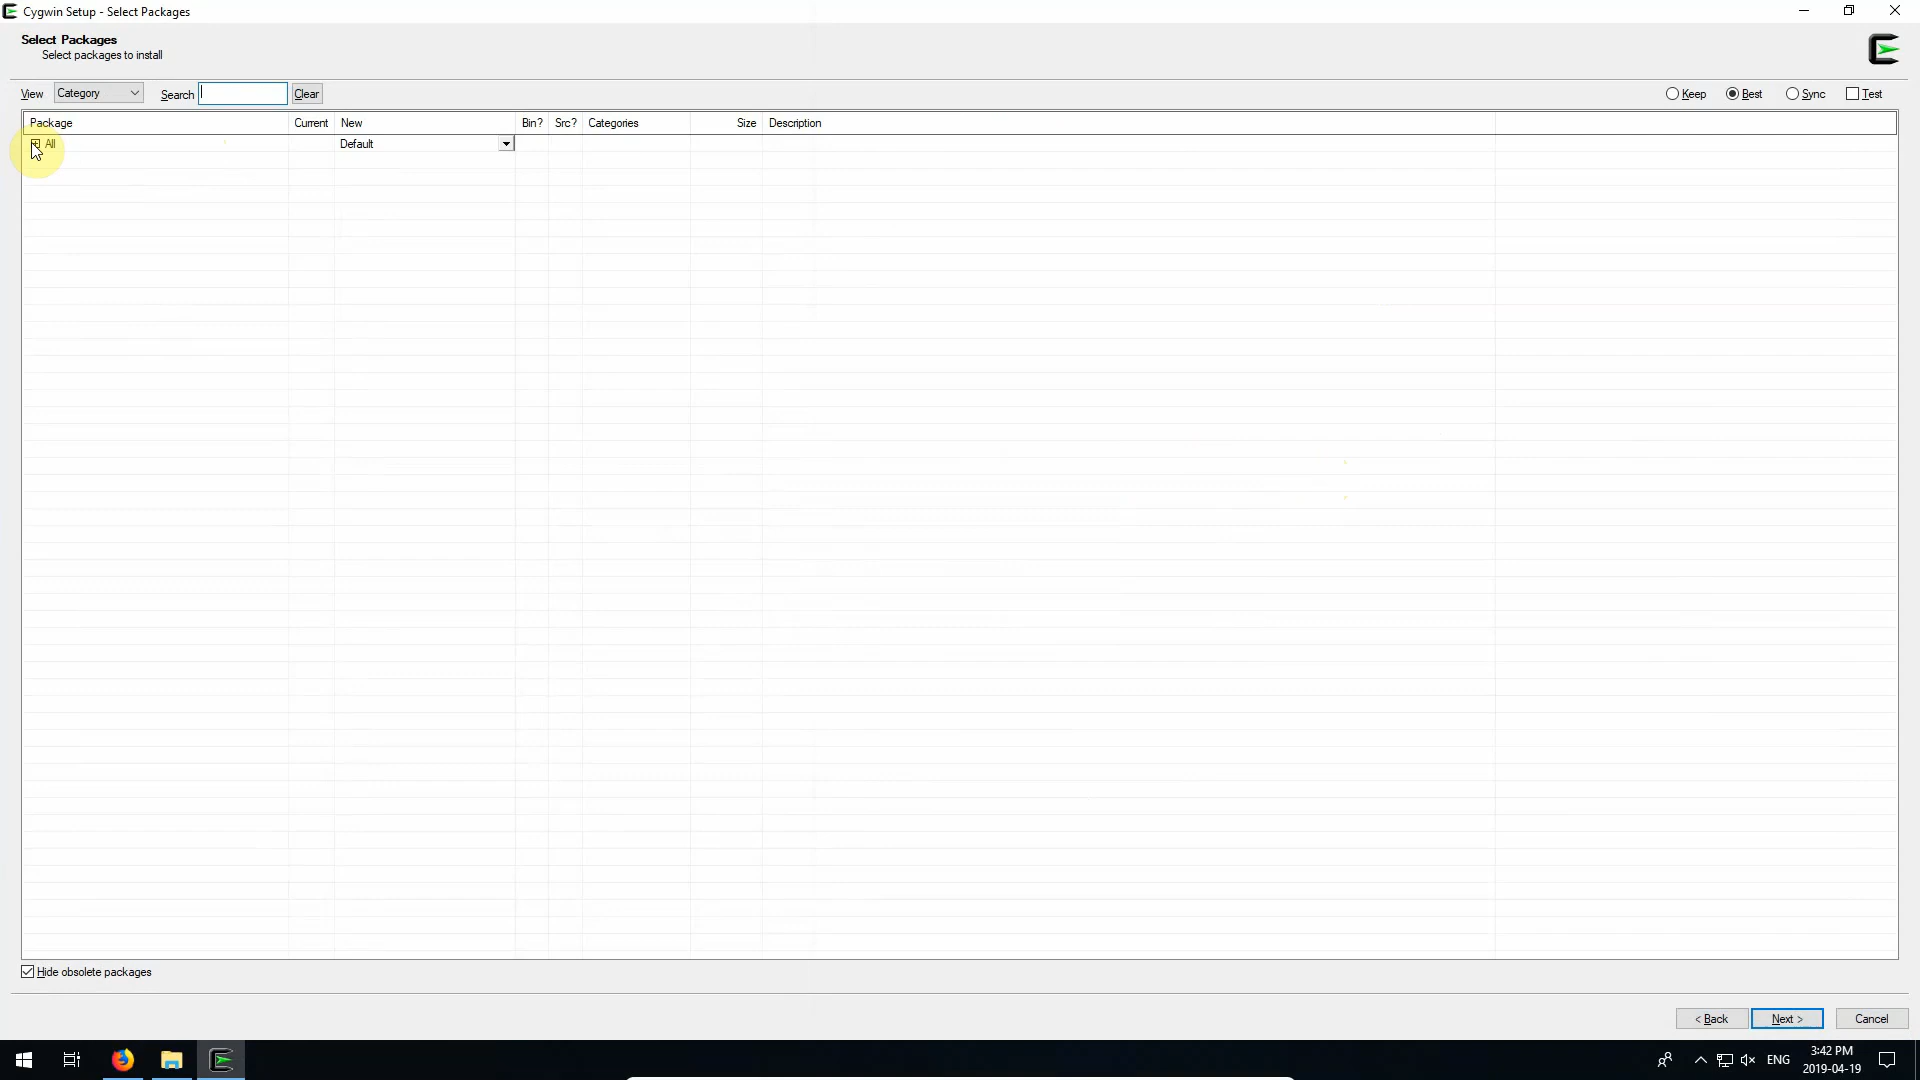 Cygwin Setup - Select Packages
Select Packages
Select packages to install
View Category Search Clear Keep Best Sync Test
Package Current New Bin? Src? Categories Size Description
All Default
Hide obsolete packages
< Back Next > Cancel
ENG 3:42 PM
2019-04-19